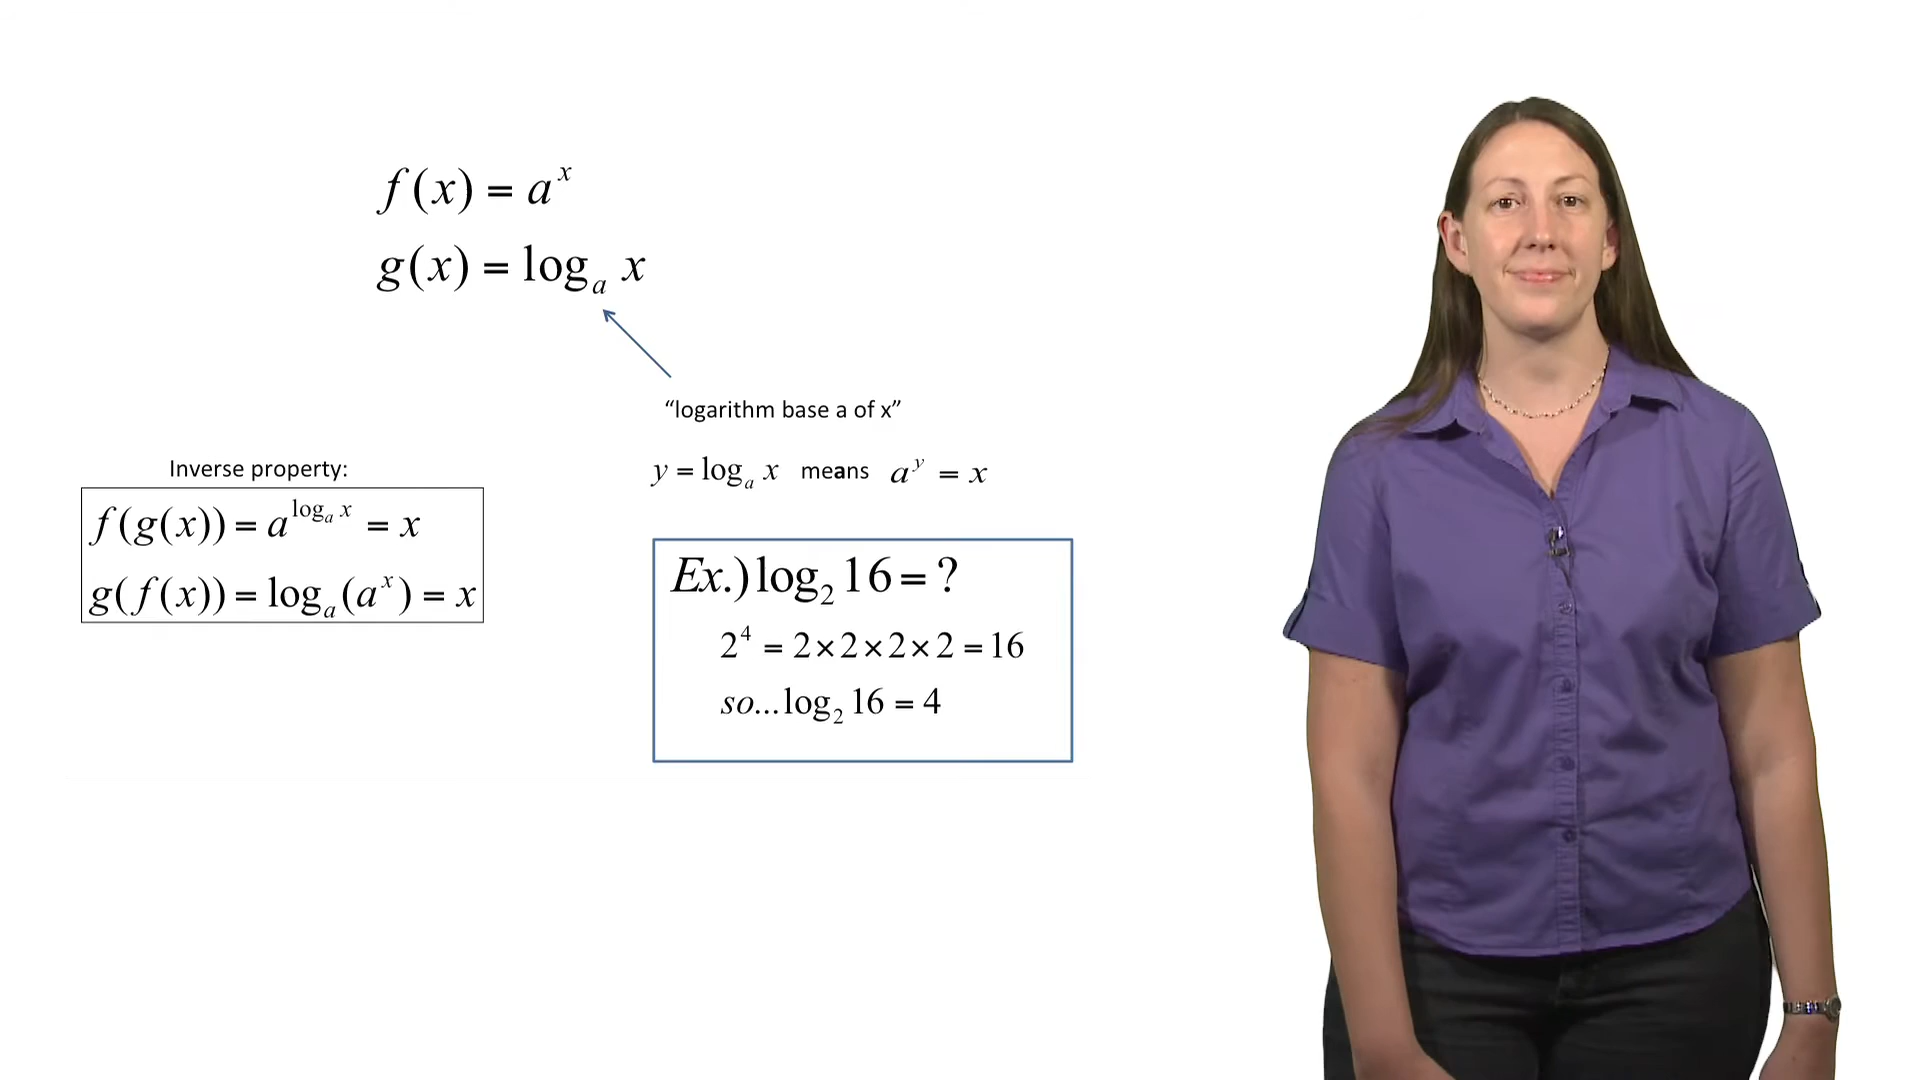 f(x) = a^x
g(x) = log_a x
“logarithm base a of x”
y = log_a x means a^y = x
Inverse property:
f(g(x)) = a^{log_a x} = x
g(f(x)) = log_a(a^x) = x
Ex.) log_2 16 = ?
2^4 = 2×2×2×2 = 16
so... log_2 16 = 4